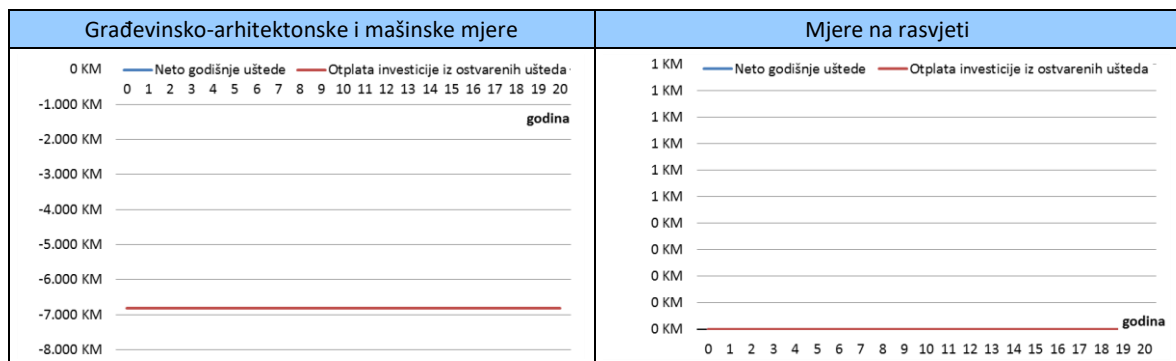 Građevinsko-arhitektonske i mašinske mjere
0 KM
Neto godišnje uštede
Otplata investicije iz ostvarenih ušteda
0 1 2 3 4 5 6 7 8 9 10 11 12 13 14 15 16 17 18 19 20
-1.000 KM
godina
-2.000 KM
-3.000 KM
-4.000 KM
-5.000 KM
-6.000 KM
-7.000 KM
-8.000 KM
Mjere na rasvjeti
1 KM
Neto godišnje uštede
Otplata investicije iz ostvarenih ušteda
1 KM
1 KM
1 KM
1 KM
1 KM
0 KM
0 KM
0 KM
0 KM
0 KM
godina
0 1 2 3 4 5 6 7 8 9 10 11 12 13 14 15 16 17 18 19 20